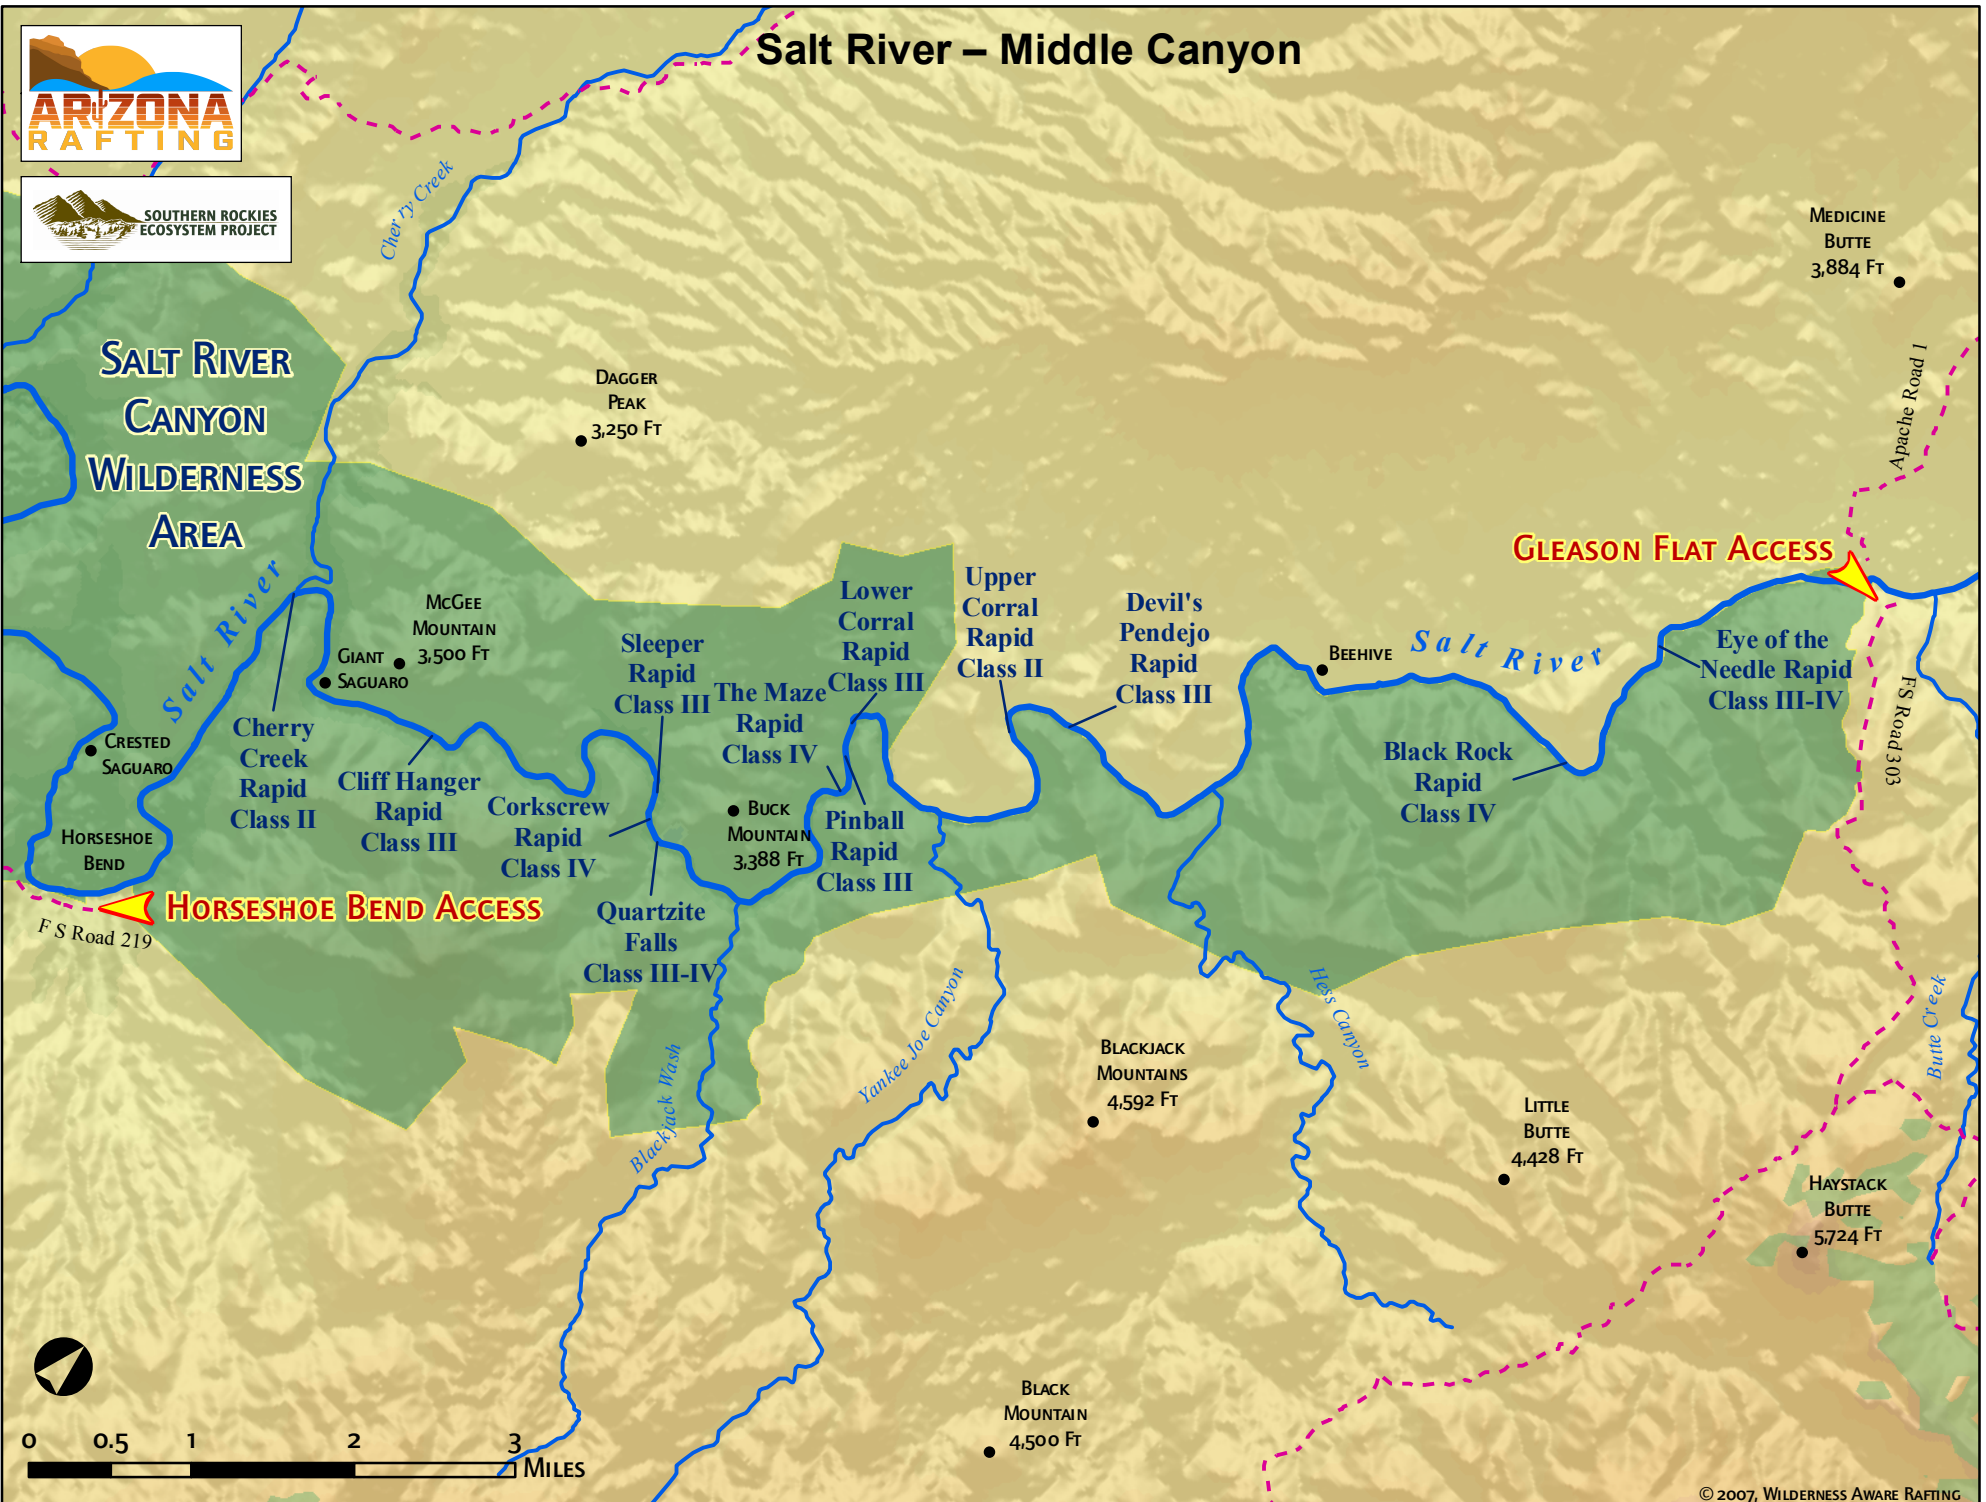 Salt River – Middle Canyon
ARIZONA
RAFTING
SOUTHERN ROCKIES
ECOSYSTEM PROJECT
Cherry Creek
MEDICINE
BUTTE
3,884 FT
SALT RIVER
CANYON
WILDERNESS
AREA
DAGGER
PEAK
3,250 FT
Apache Road 1
GLEASON FLAT ACCESS
Salt River
MCGEE
MOUNTAIN
3,500 FT
GIANT
SAGUARO
Sleeper
Rapid
Class III
Lower
Corral
Rapid
Class III
Upper
Corral
Rapid
Class II
Devil's
Pendejo
Rapid
Class III
BEEHIVE
Salt River
Eye of the
Needle Rapid
Class III-IV
FS Road 303
The Maze
Rapid
Class IV
CRESTED
SAGUARO
Cherry
Creek
Rapid
Class II
Cliff Hanger
Rapid
Class III
Corkscrew
Rapid
Class IV
BUCK
MOUNTAIN
3,388 FT
Pinball
Rapid
Class III
Black Rock
Rapid
Class IV
HORSESHOE
BEND
HORSESHOE BEND ACCESS
F S Road 219
Quartzite
Falls
Class III-IV
Blackjack Wash
Yankee Joe Canyon
Hess Canyon
Butte Creek
BLACKJACK
MOUNTAINS
4,592 FT
LITTLE
BUTTE
4,428 FT
HAYSTACK
BUTTE
5,724 FT
BLACK
MOUNTAIN
4,500 FT
0 0.5 1 2 3
MILES
© 2007, WILDERNESS AWARE RAFTING